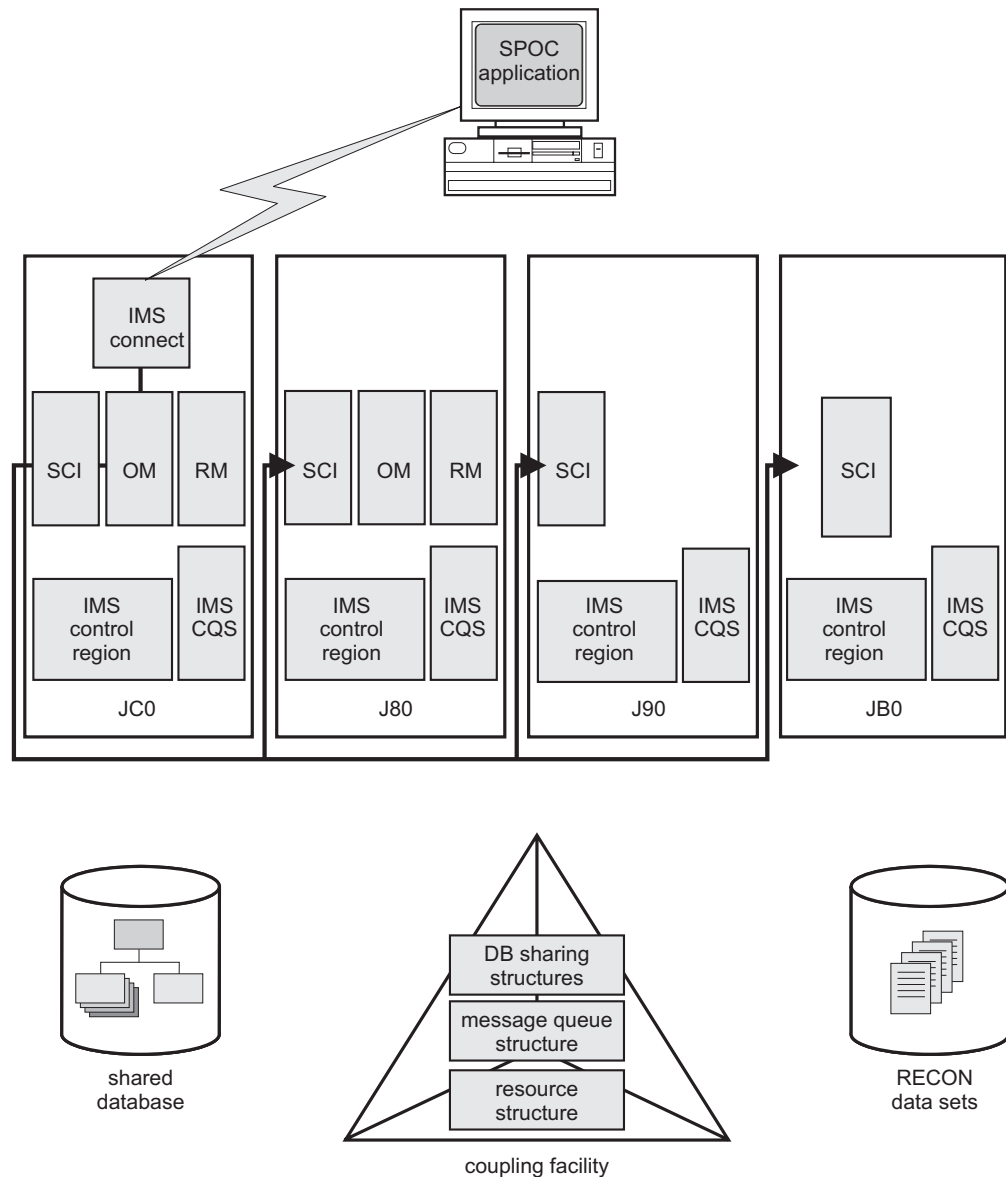 SPOC
application
IMS
connect
SCI
OM
RM
SCI
OM
RM
SCI
SCI
IMS
control
region
IMS
CQS
IMS
control
region
IMS
CQS
IMS
control
region
IMS
CQS
IMS
control
region
IMS
CQS
JC0
J80
J90
JB0
DB sharing
structures
message queue
structure
resource
structure
shared
database
RECON
data sets
coupling facility